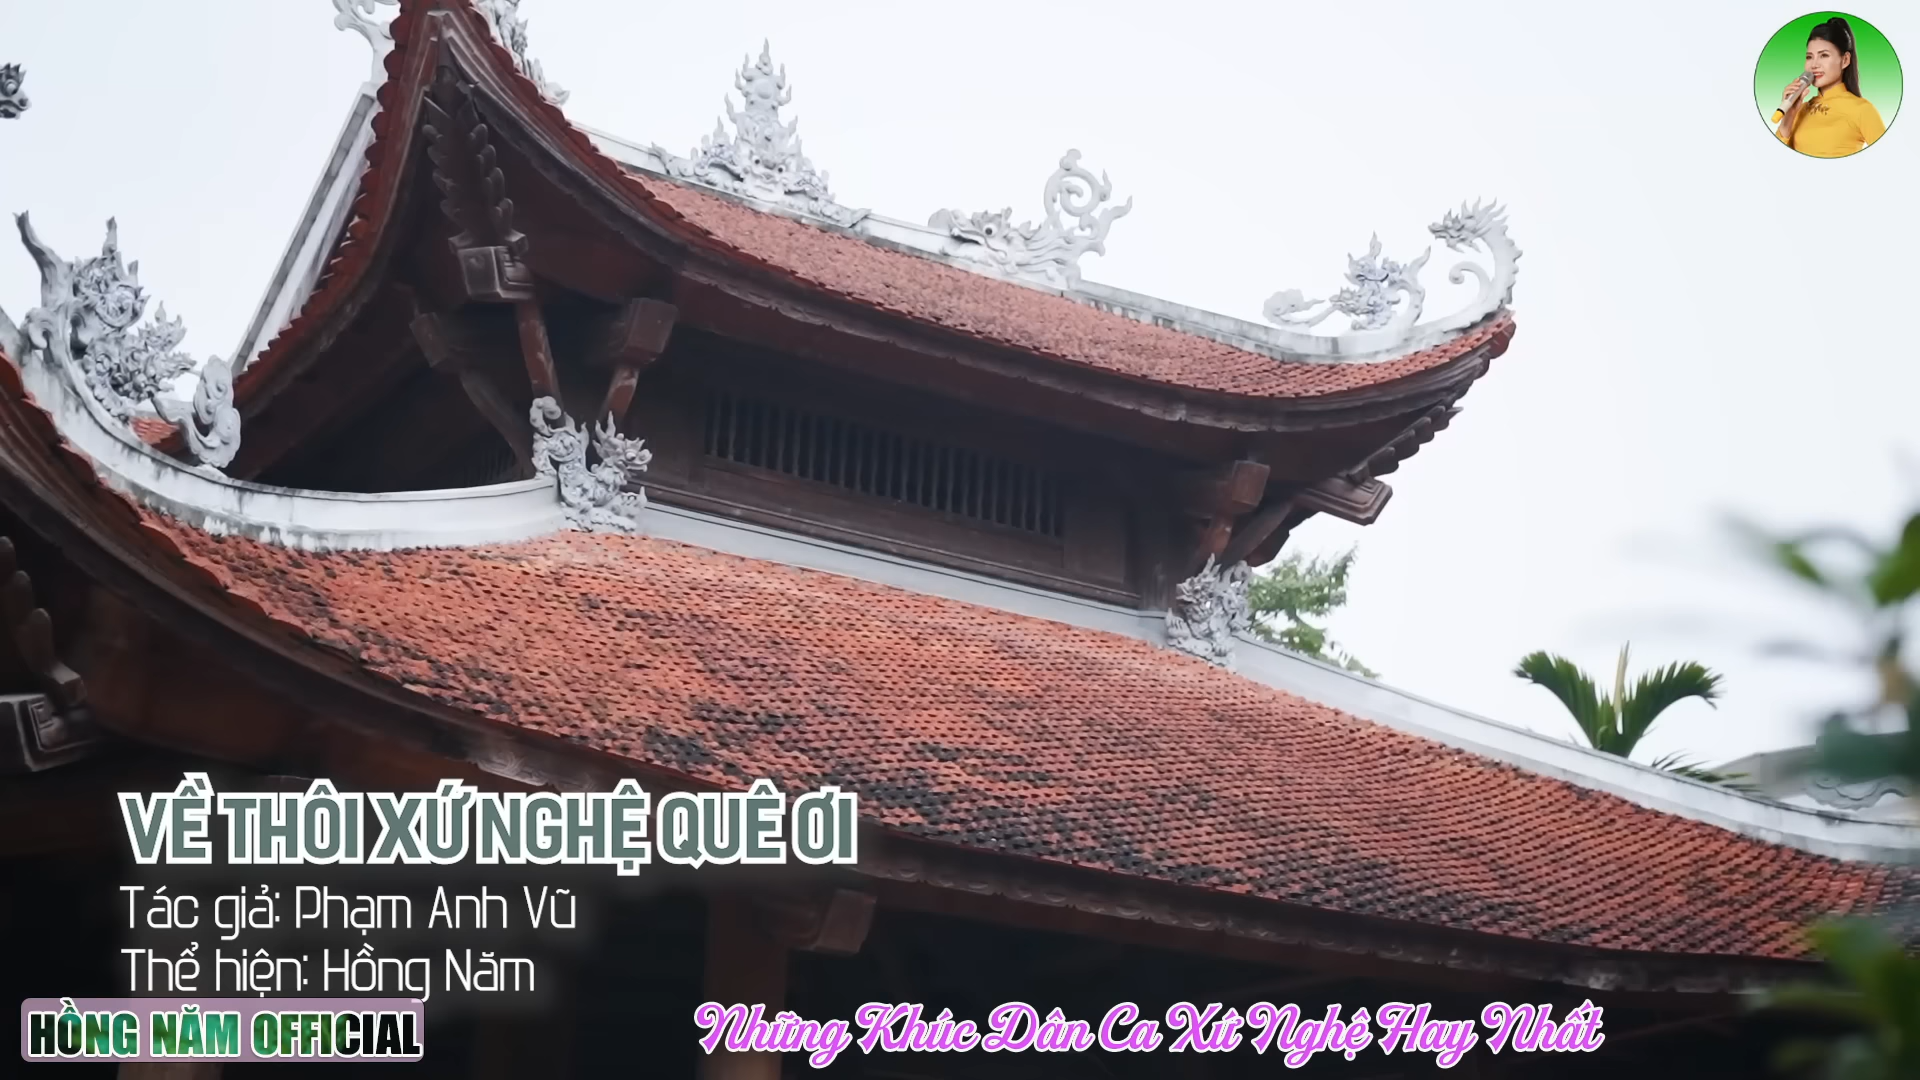 VỀ THÔI XỨ NGHỆ QUÊ ƠI
Tác giả: Phạm Anh Vũ
Thể hiện: Hồng Năm
HỒNG NĂM OFFICIAL
Những Khúc Dân Ca Xứ Nghệ Hay Nhất